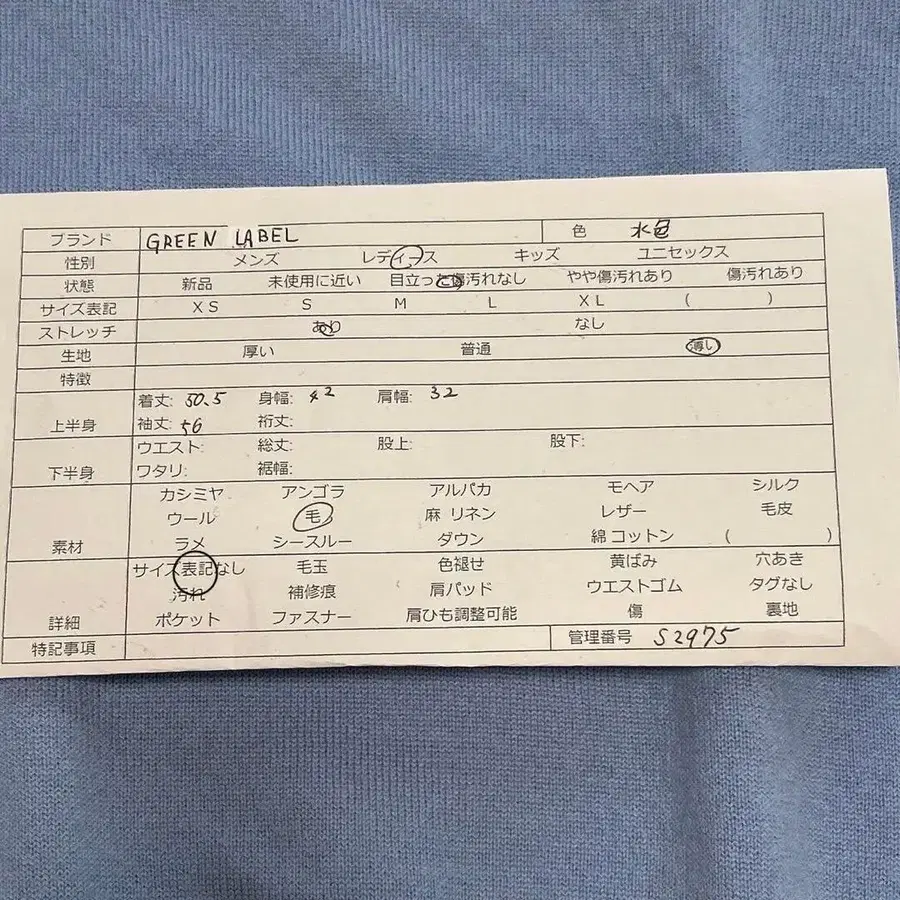 ブランド GREEN LABEL 色 水色
性別 メンズ レディース キッズ ユニセックス
状態 新品 未使用に近い 目立った傷汚れなし やや傷汚れあり 傷汚れあり
サイズ表記 XS S M L XL ( )
ストレッチ あり なし
生地 厚い 普通 薄い
特徴
上半身 着丈: 50.5 身幅: 42 肩幅: 32
袖丈: 56 裄丈:
下半身 ウエスト: 総丈: 股上: 股下:
ワタリ: 裾幅:
素材 カシミヤ アンゴラ アルパカ モヘア シルク
ウール 毛 麻 リネン レザー 毛皮
ラメ シースルー ダウン 綿 コットン ( )
詳細 サイズ表記なし 毛玉 色褪せ 黄ばみ 穴あき
汚れ 補修痕 肩パッド ウエストゴム タグなし
ポケット ファスナー 肩ひも調整可能 傷 裏地
特記事項 管理番号 S2975